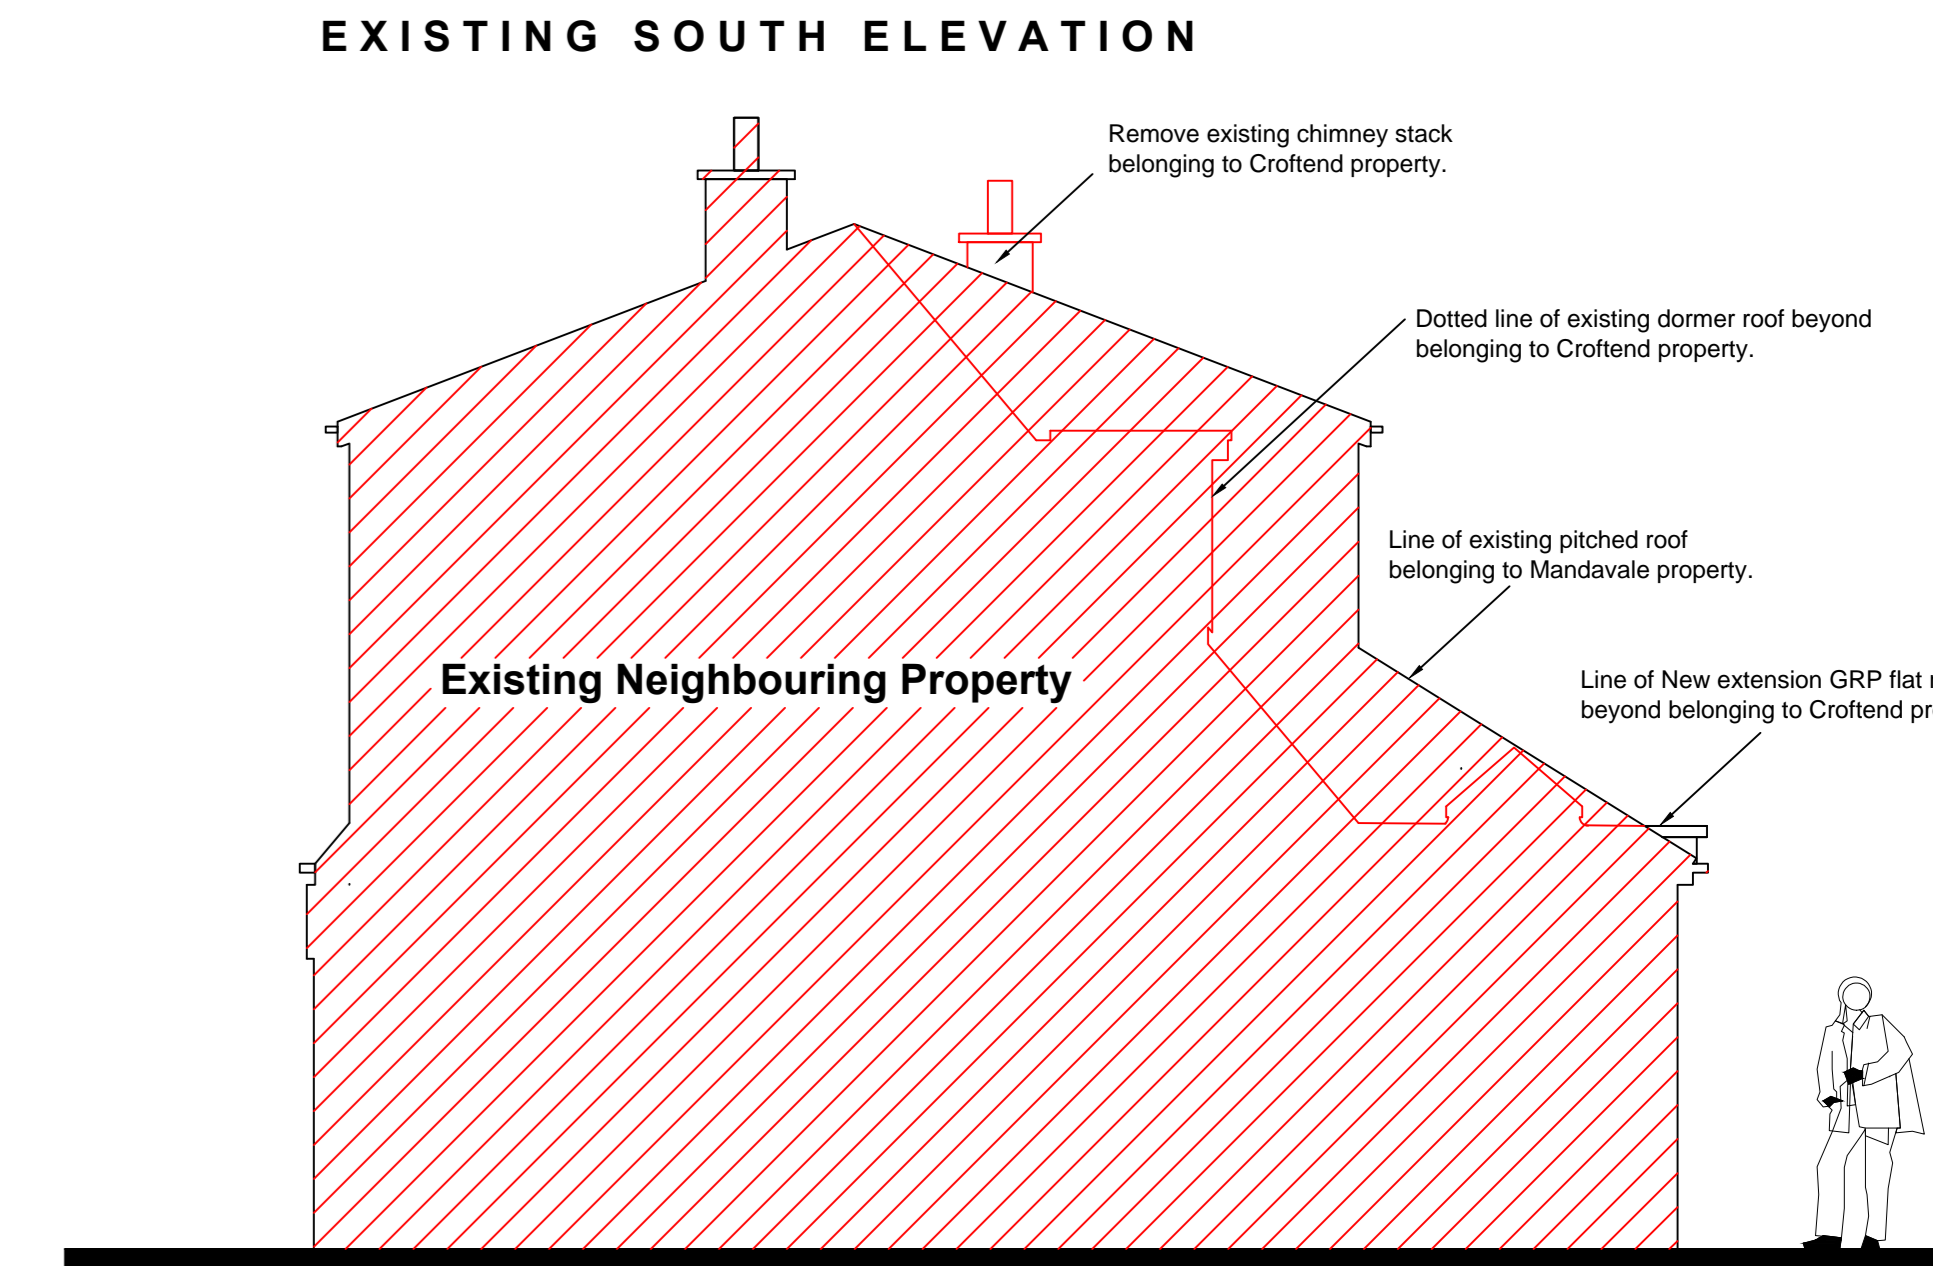 EXISTING SOUTH ELEVATION
Remove existing chimney stack
belonging to Croftend property.
Dotted line of existing dormer roof beyond
belonging to Croftend property.
Line of existing pitched roof
belonging to Mandavale property.
Line of New extension GRP flat
beyond belonging to Croftend
Existing Neighbouring Property